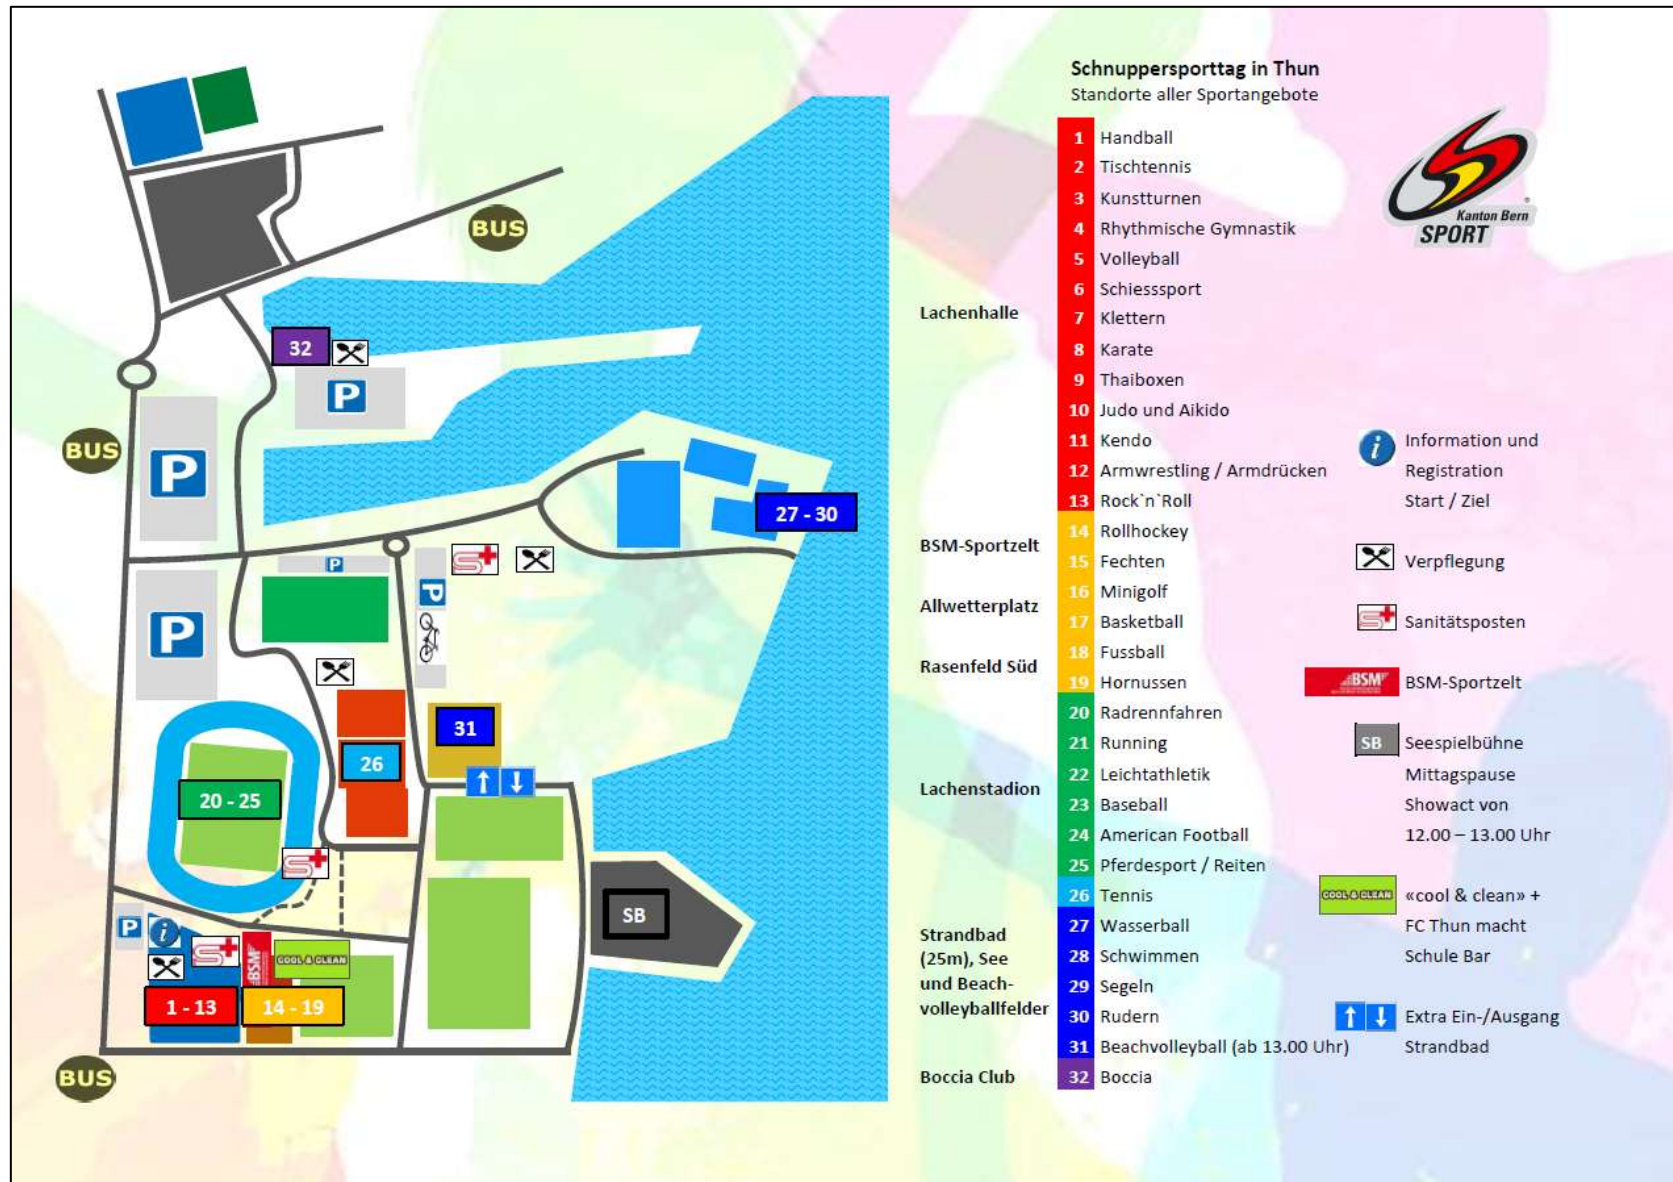 Schnuppersporttag in Thun
Standorte aller Sportangebote
Kanton Bern
SPORT
Lachenhalle
1 Handball
2 Tischtennis
3 Kunstturnen
4 Rhythmische Gymnastik
5 Volleyball
6 Schiesssport
7 Klettern
8 Karate
9 Thaiboxen
10 Judo und Aikido
11 Kendo
12 Armwrestling / Armdrücken
13 Rock`n`Roll
BSM-Sportzelt
Allwetterplatz
Rasenfeld Süd
14 Rollhockey
15 Fechten
16 Minigolf
17 Basketball
18 Fussball
19 Hornussen
Lachenstadion
20 Radrennfahren
21 Running
22 Leichtathletik
23 Baseball
24 American Football
25 Pferdesport / Reiten
26 Tennis
Strandbad
(25m), See
und Beach-
volleyballfelder
27 Wasserball
28 Schwimmen
29 Segeln
30 Rudern
31 Beachvolleyball (ab 13.00 Uhr)
Boccia Club
32 Boccia
i Information und
Registration
Start / Ziel
Verpflegung
S Sanitätsposten
BSM BSM-Sportzelt
SB Seespielbühne
Mittagspause
Showact von
12.00 – 13.00 Uhr
COOL & CLEAN «cool & clean» +
FC Thun macht
Schule Bar
Extra Ein-/Ausgang
Strandbad
BUS
32
P
BUS
P
27 - 30
S
P
P
P
31
26
20 - 25
S
SB
P
i
S
BSM
COOL & CLEAN
1 - 13
14 - 19
BUS